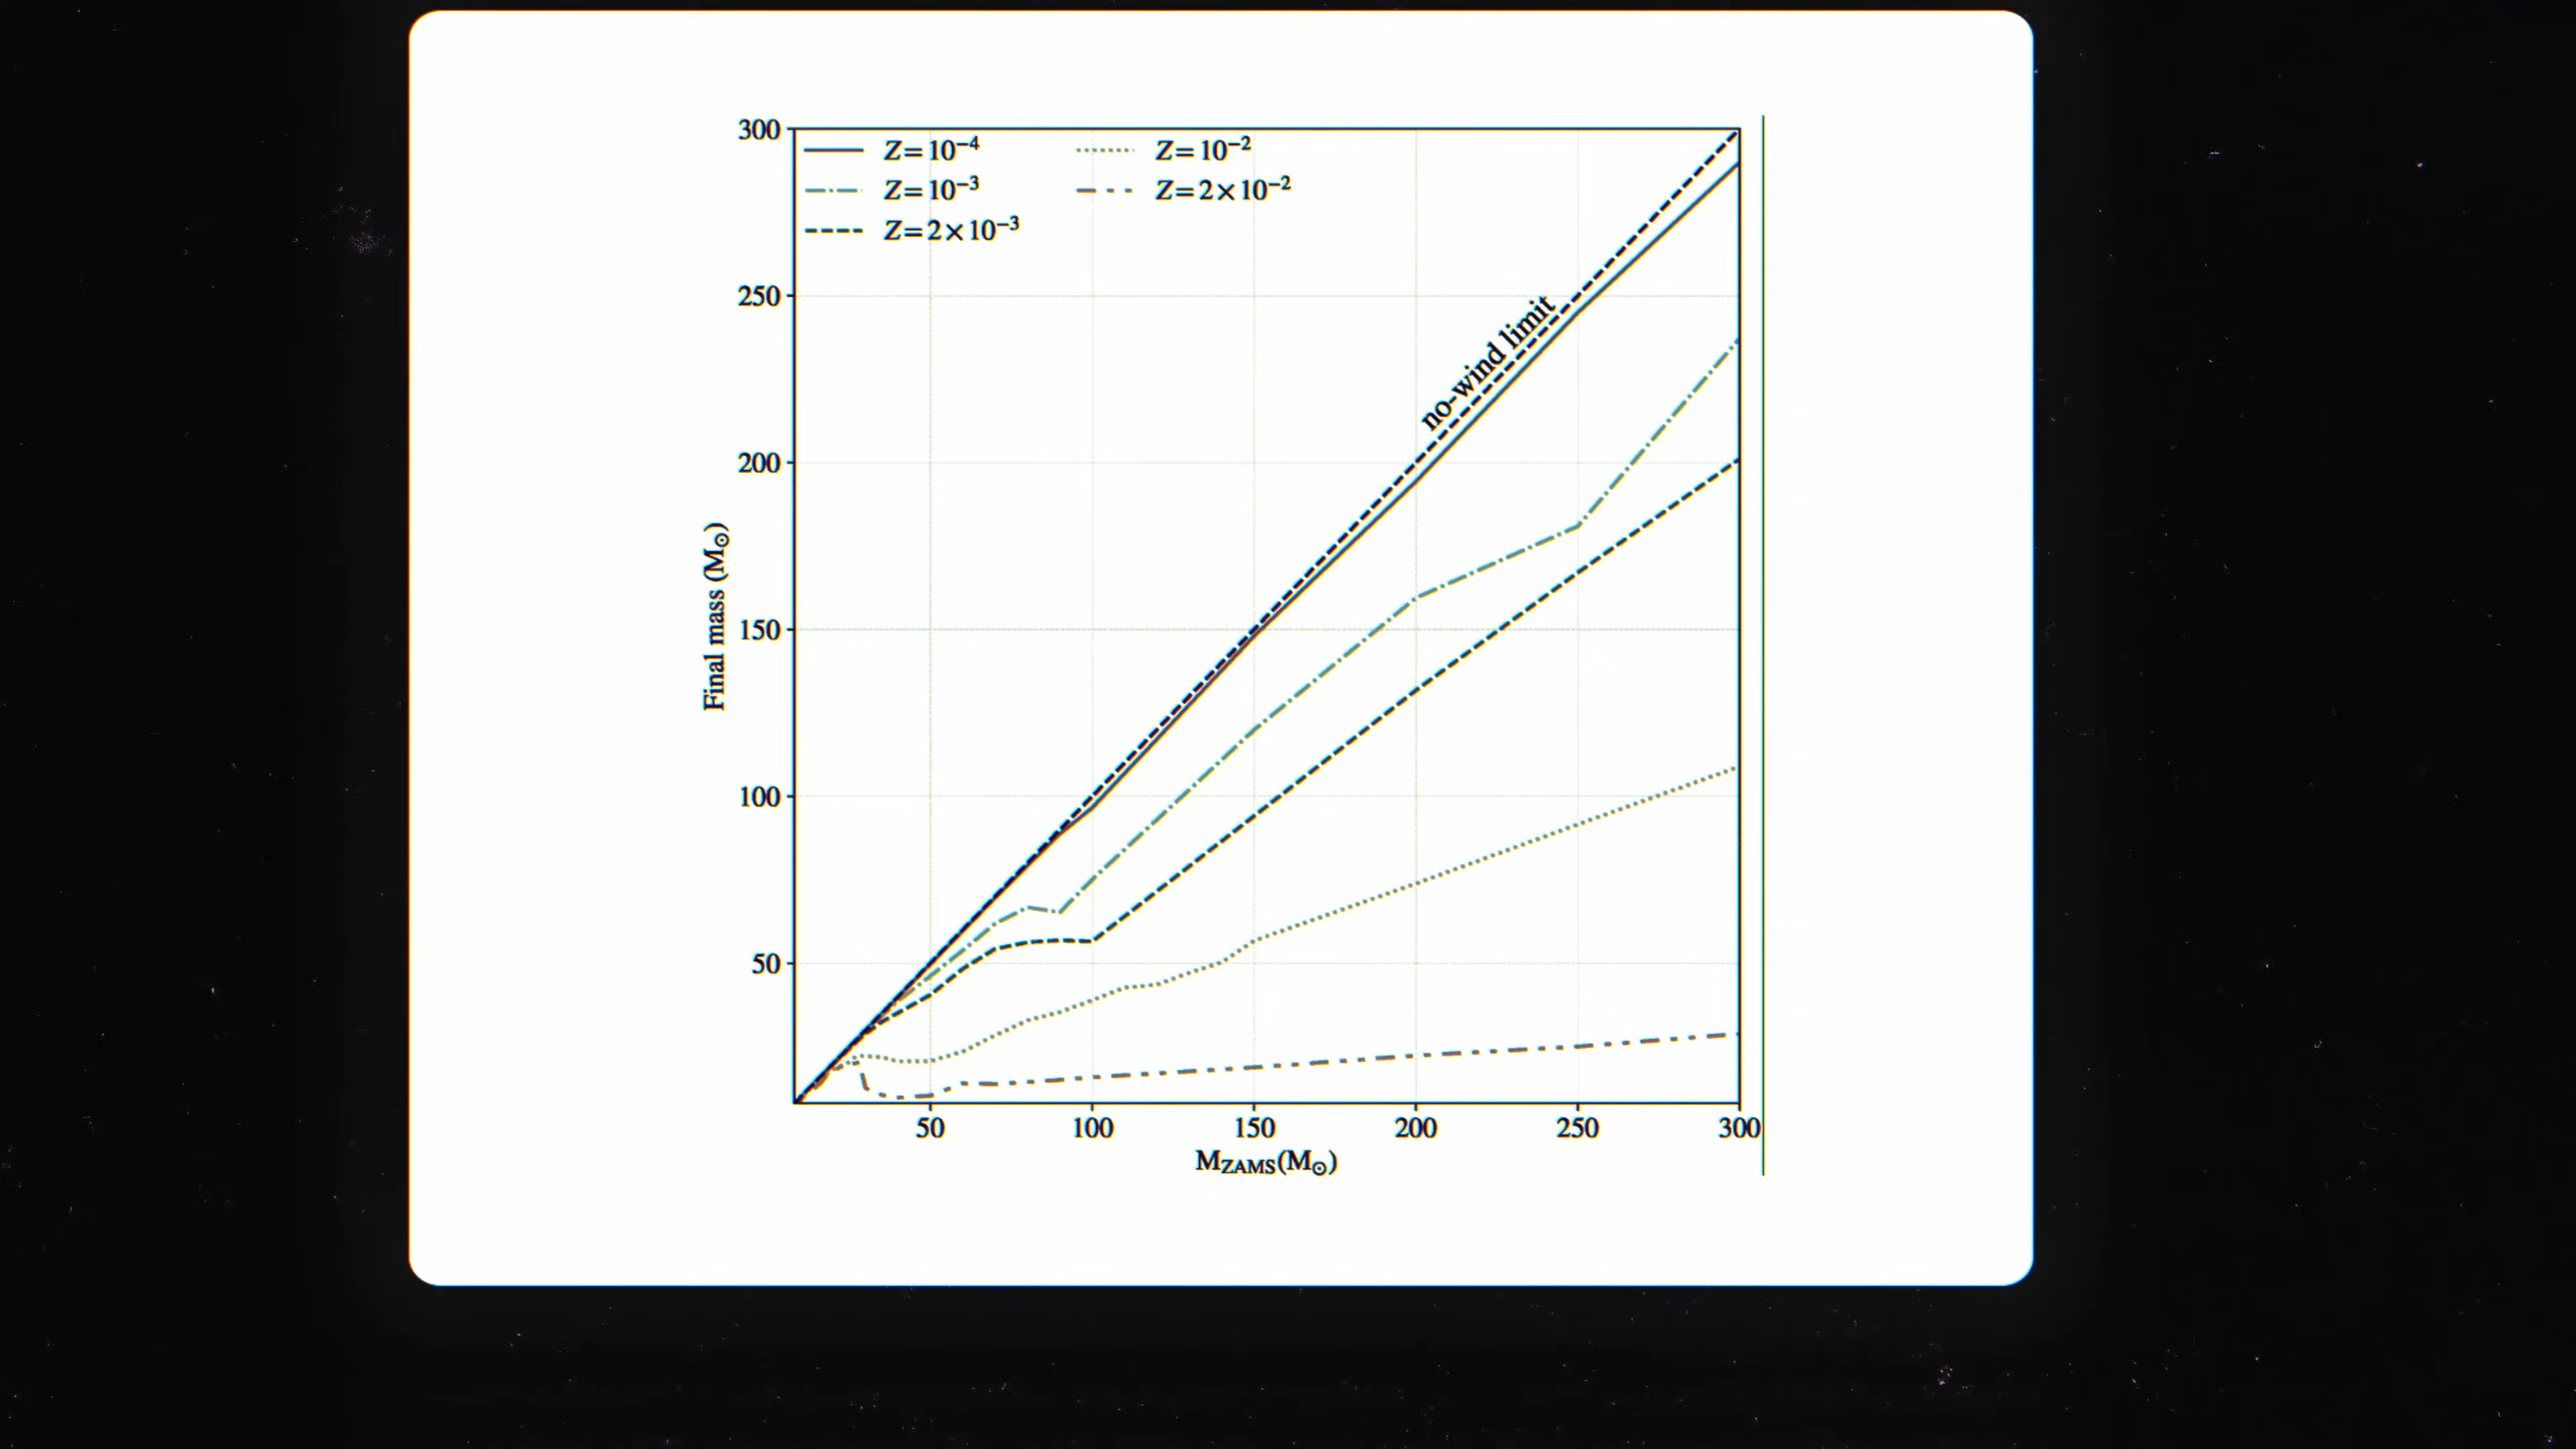 300
250
200
150
100
50
Final mass (M⊙)
Z=10⁻⁴
Z=10⁻³
Z=2×10⁻³
Z=10⁻²
Z=2×10⁻²
no-wind limit
50 100 150 200 250 300
M_ZAMS(M⊙)